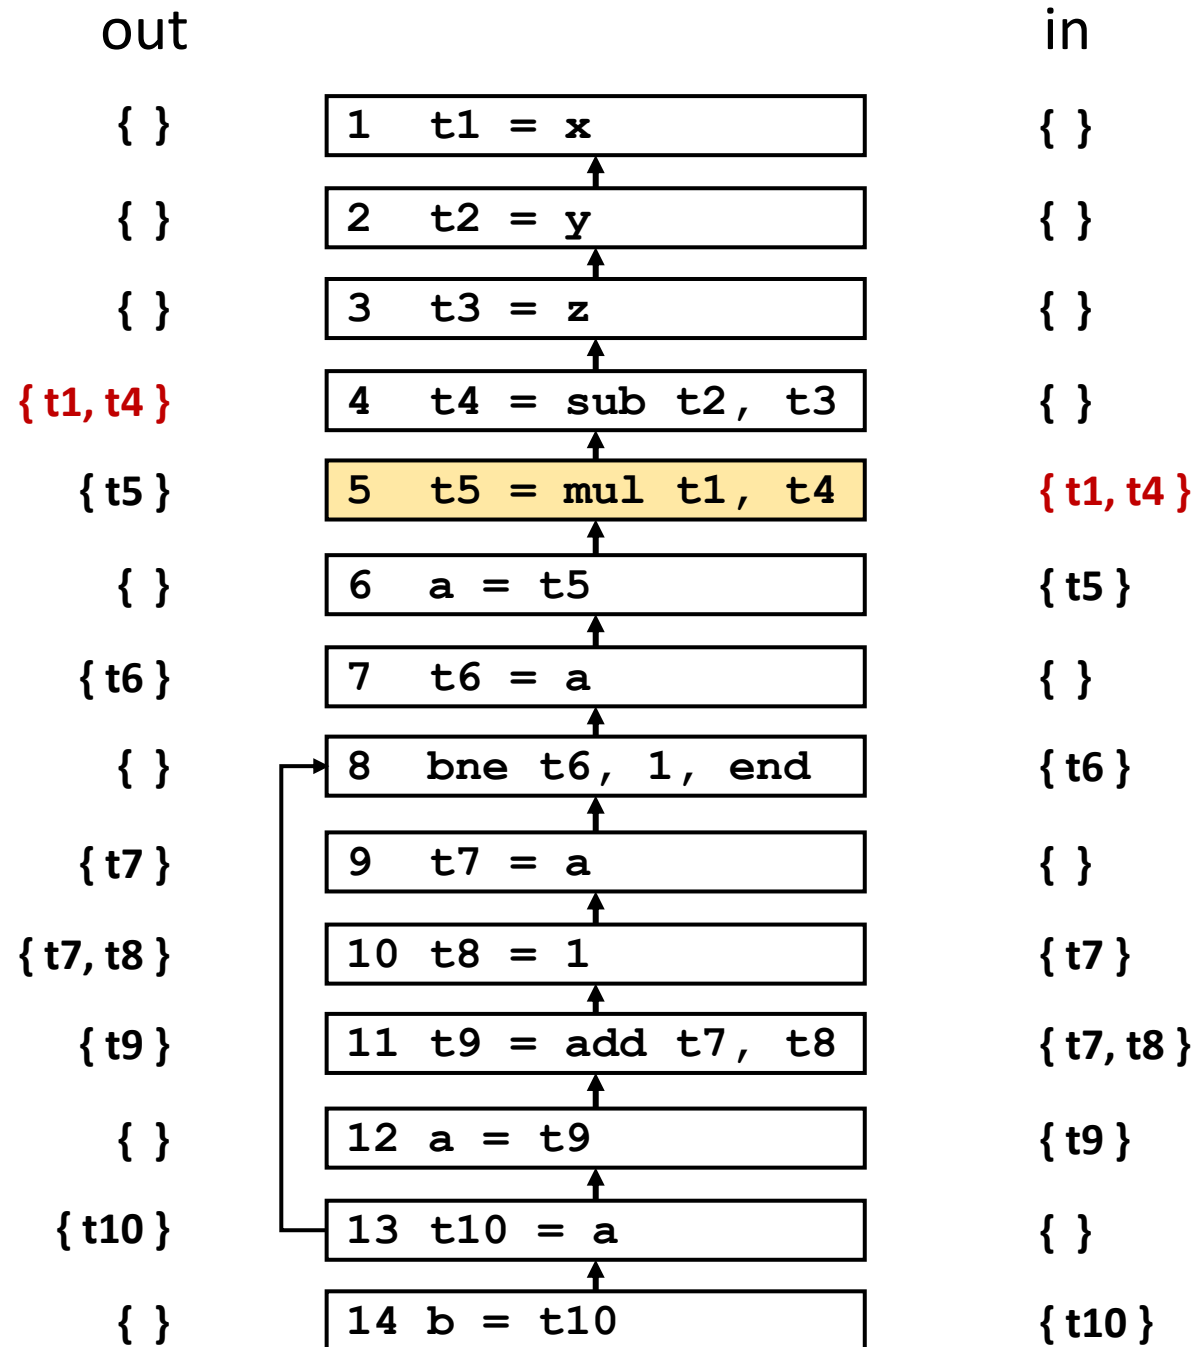 out in
{ } 1 t1 = x { }
{ } 2 t2 = y { }
{ } 3 t3 = z { }
{ t1, t4 } 4 t4 = sub t2, t3 { }
{ t5 } 5 t5 = mul t1, t4 { t1, t4 }
{ } 6 a = t5 { t5 }
{ t6 } 7 t6 = a { }
{ } 8 bne t6, 1, end { t6 }
{ t7 } 9 t7 = a { }
{ t7, t8 } 10 t8 = 1 { t7 }
{ t9 } 11 t9 = add t7, t8 { t7, t8 }
{ } 12 a = t9 { t9 }
{ t10 } 13 t10 = a { }
{ } 14 b = t10 { t10 }